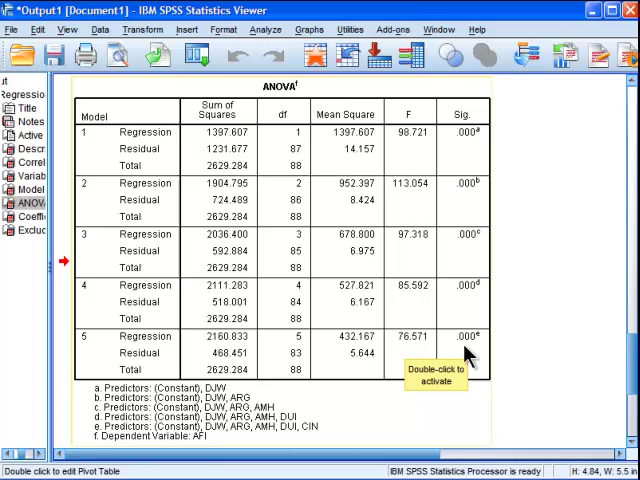 *Output1 [Document1] - IBM SPSS Statistics Viewer
File Edit View Data Transform Insert Format Analyze Graphs Utilities Add-ons Window Help
Regressio
Title
Notes
Active
Descr
Correl
Variab
Model
ANOVA
Coeffi
Exclud
ANOVAf
Model Sum of Squares df Mean Square F Sig.
1 Regression 1397.607 1 1397.607 98.721 .000a
Residual 1231.677 87 14.157
Total 2629.284 88
2 Regression 1904.795 2 952.397 113.054 .000b
Residual 724.489 86 8.424
Total 2629.284 88
3 Regression 2036.400 3 678.800 97.318 .000c
Residual 592.884 85 6.975
Total 2629.284 88
4 Regression 2111.283 4 527.821 85.592 .000d
Residual 518.001 84 6.167
Total 2629.284 88
5 Regression 2160.833 5 432.167 76.571 .000e
Residual 468.451 83 5.644
Total 2629.284 88
Double-click to
activate
a. Predictors: (Constant), DJW
b. Predictors: (Constant), DJW, ARG
c. Predictors: (Constant), DJW, ARG, AMH
d. Predictors: (Constant), DJW, ARG, AMH, DUI
e. Predictors: (Constant), DJW, ARG, AMH, DUI, CIN
f. Dependent Variable: AFI
Double click to edit Pivot Table IBM SPSS Statistics Processor is ready H: 4.84, W: 5.5 in